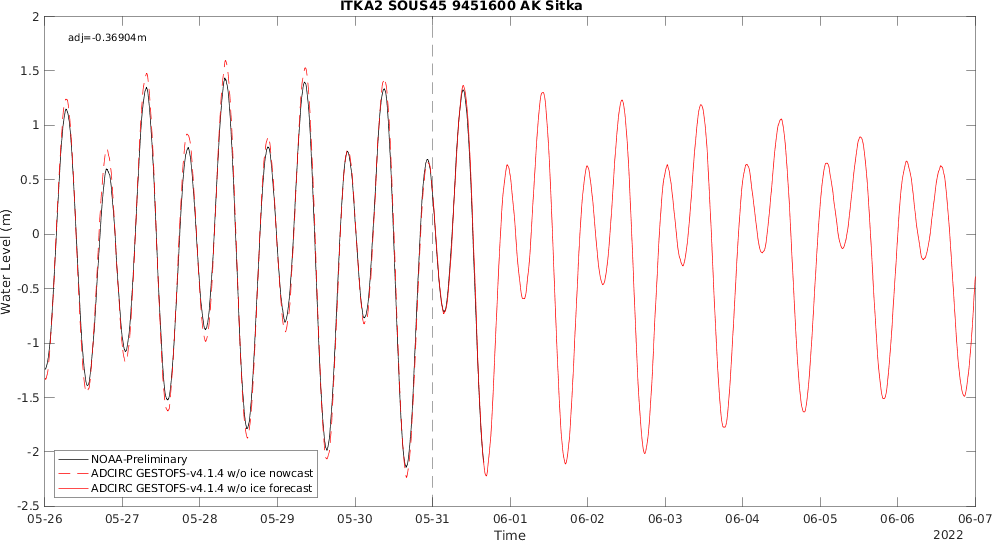 ITKA2 SOUS45 9451600 AK Sitka
adj=-0.36904m
2
1.5
1
0.5
0
-0.5
-1
-1.5
-2
-2.5
Water Level (m)
NOAA-Preliminary
ADCIRC GESTOFS-v4.1.4 w/o ice nowcast
ADCIRC GESTOFS-v4.1.4 w/o ice forecast
05-26 05-27 05-28 05-29 05-30 05-31 06-01 06-02 06-03 06-04 06-05 06-06 06-07
Time
2022